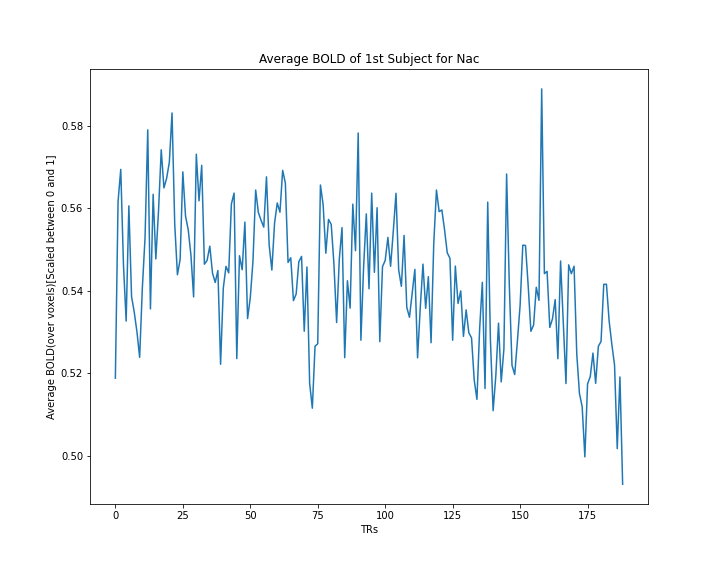 Average BOLD of 1st Subject for Nac
Average BOLD(over voxels)[Scaled between 0 and 1]
0.58
0.56
0.54
0.52
0.50
0 25 50 75 100 125 150 175
TRs